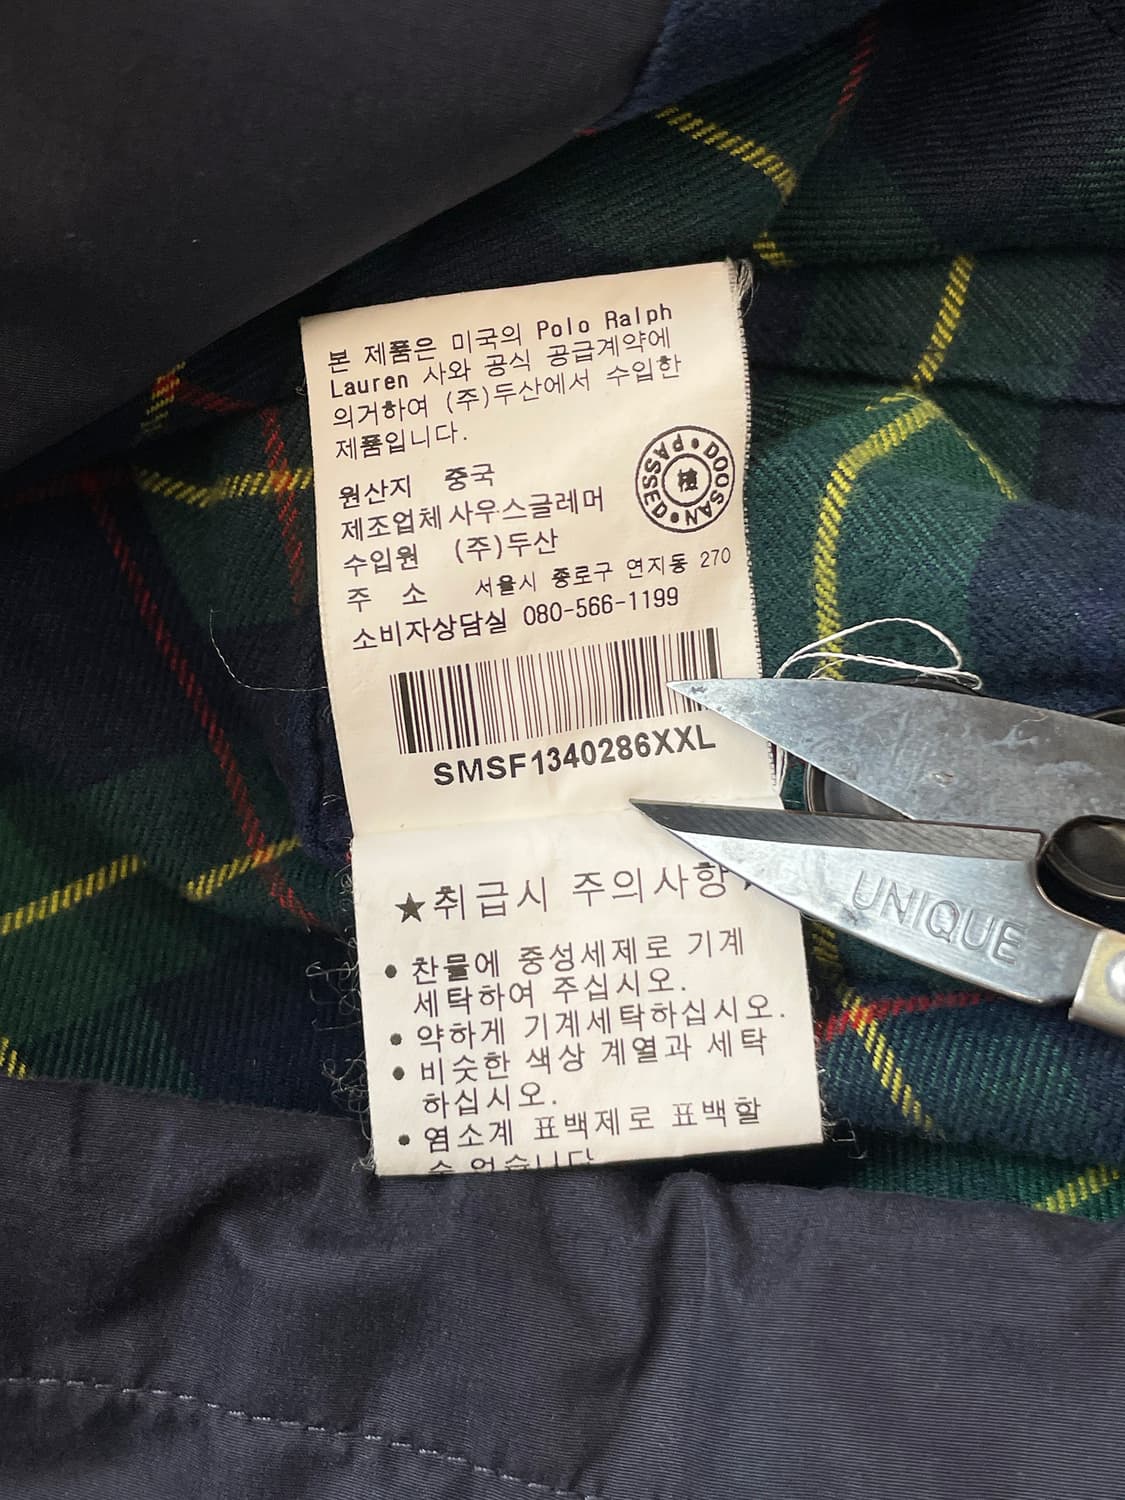 본 제품은 미국의 Polo Ralph
Lauren 사와 공식 공급계약에
의거하여 (주)두산에서 수입한
제품입니다.
DOOSAN PASSED 檢
원산지 중국
제조업체 사우스글레머
수입원 (주)두산
주 소 서울시 종로구 연지동 270
소비자상담실 080-566-1199
SMSF1340286XXL
★취급시 주의사항
• 찬물에 중성세제로 기계
세탁하여 주십시오.
• 약하게 기계세탁하십시오.
• 비슷한 색상 계열과 세탁
하십시오.
• 염소계 표백제로 표백할
수 없습니다
UNIQUE